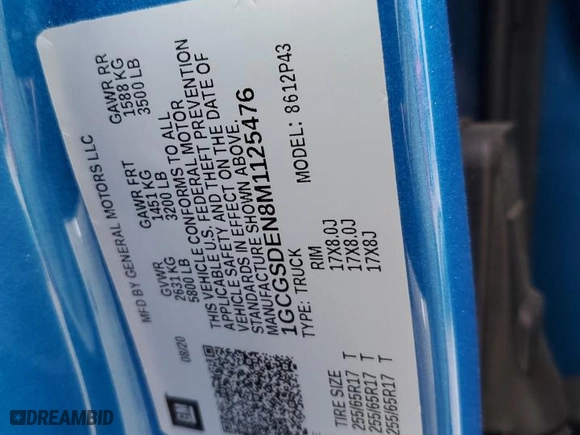 MFD BY GENERAL MOTORS LLC
08/20
GVWR GAWR FRT GAWR RR
2631 KG 1451 KG 1588 KG
5800 LB 3200 LB 3500 LB
THIS VEHICLE CONFORMS TO ALL
APPLICABLE U.S. FEDERAL MOTOR
VEHICLE SAFETY AND THEFT PREVENTION
STANDARDS IN EFFECT ON THE DATE OF
MANUFACTURE SHOWN ABOVE.
1GCGSDEN8M1125476
TYPE: TRUCK MODEL: 8612P43
TIRE SIZE RIM
255/65R17 T 17X8.0J
255/65R17 T 17X8.0J
255/65R17 T 17X8J
GM
DREAMBID